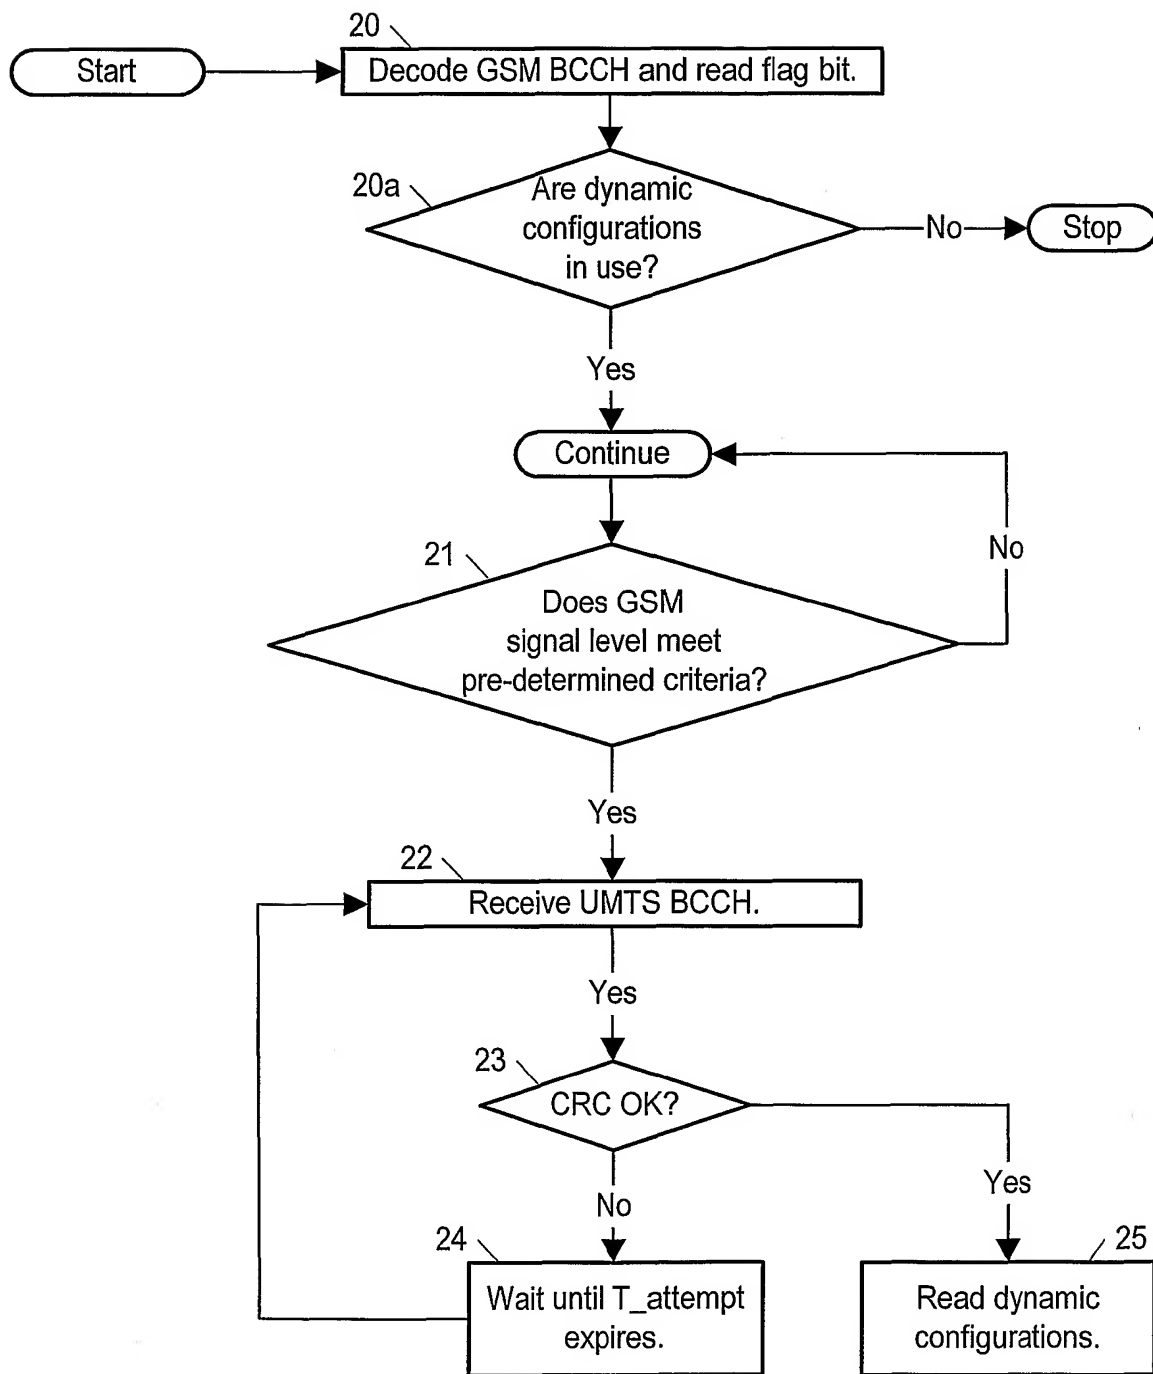 20
Start
Decode GSM BCCH and read flag bit.
20a
Are dynamic
configurations
in use?
No
Stop
Yes
Continue
No
21
Does GSM
signal level meet
pre-determined criteria?
Yes
22
Receive UMTS BCCH.
Yes
23
CRC OK?
No
Yes
24
25
Wait until T_attempt
expires.
Read dynamic
configurations.